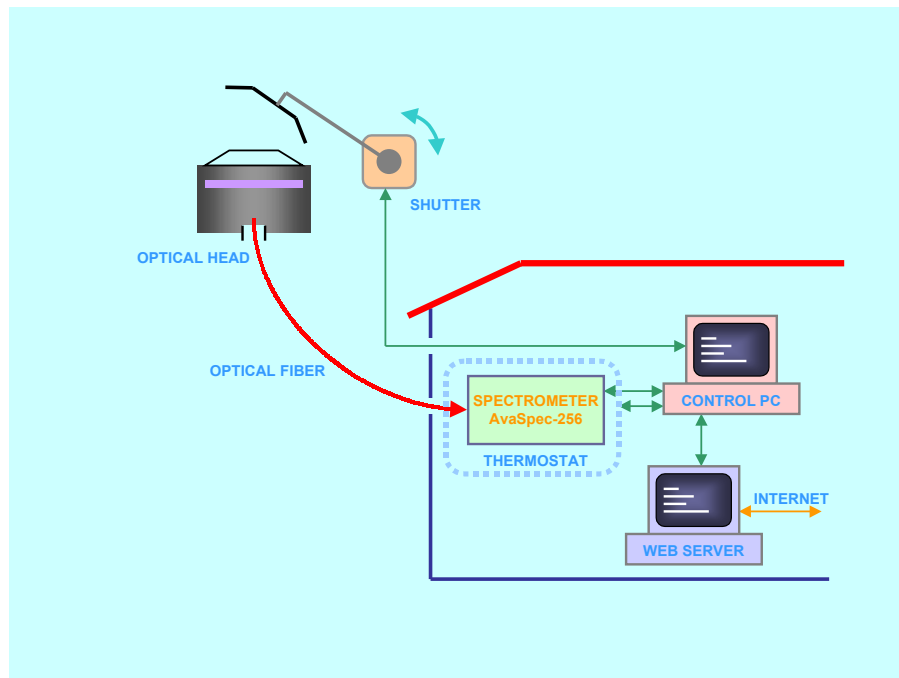 SHUTTER
OPTICAL HEAD
OPTICAL FIBER
SPECTROMETER
AvaSpec-256
THERMOSTAT
CONTROL PC
INTERNET
WEB SERVER